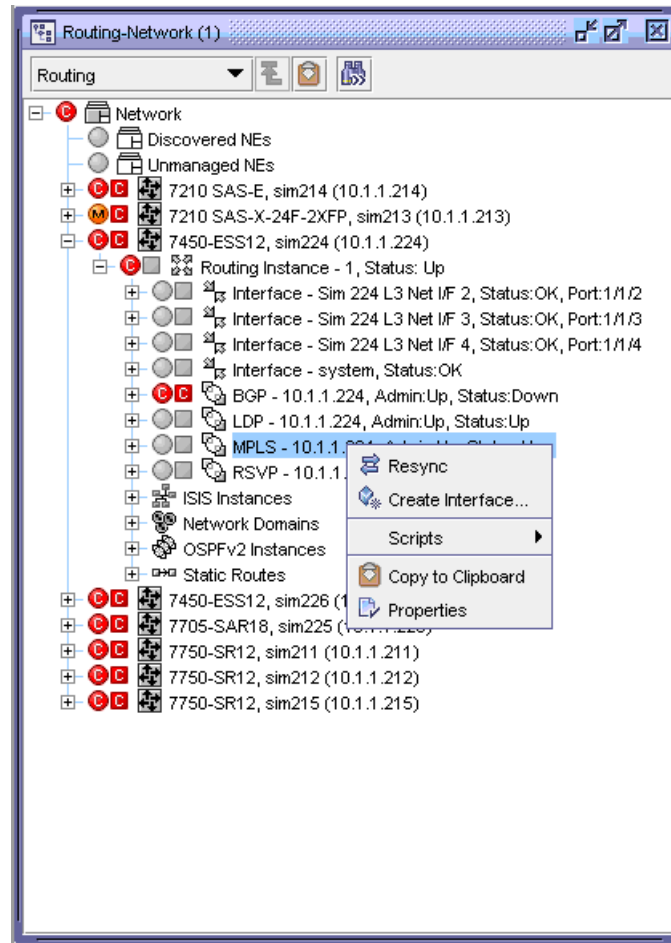 Routing-Network (1)
Routing
C Network
Discovered NEs
Unmanaged NEs
C C 7210 SAS-E, sim214 (10.1.1.214)
M C 7210 SAS-X-24F-2XFP, sim213 (10.1.1.213)
C C 7450-ESS12, sim224 (10.1.1.224)
C Routing Instance - 1, Status: Up
Interface - Sim 224 L3 Net I/F 2, Status:OK, Port:1/1/2
Interface - Sim 224 L3 Net I/F 3, Status:OK, Port:1/1/3
Interface - Sim 224 L3 Net I/F 4, Status:OK, Port:1/1/4
Interface - system, Status:OK
C C BGP - 10.1.1.224, Admin:Up, Status:Down
LDP - 10.1.1.224, Admin:Up, Status:Up
MPLS - 10.1.1.
RSVP - 10.1.1.
Resync
Create Interface...
Scripts
Copy to Clipboard
Properties
ISIS Instances
Network Domains
OSPFv2 Instances
Static Routes
C C 7450-ESS12, sim226 (1
C C 7705-SAR18, sim225
C C 7750-SR12, sim211 (10.1.1.211)
C C 7750-SR12, sim212 (10.1.1.212)
C C 7750-SR12, sim215 (10.1.1.215)